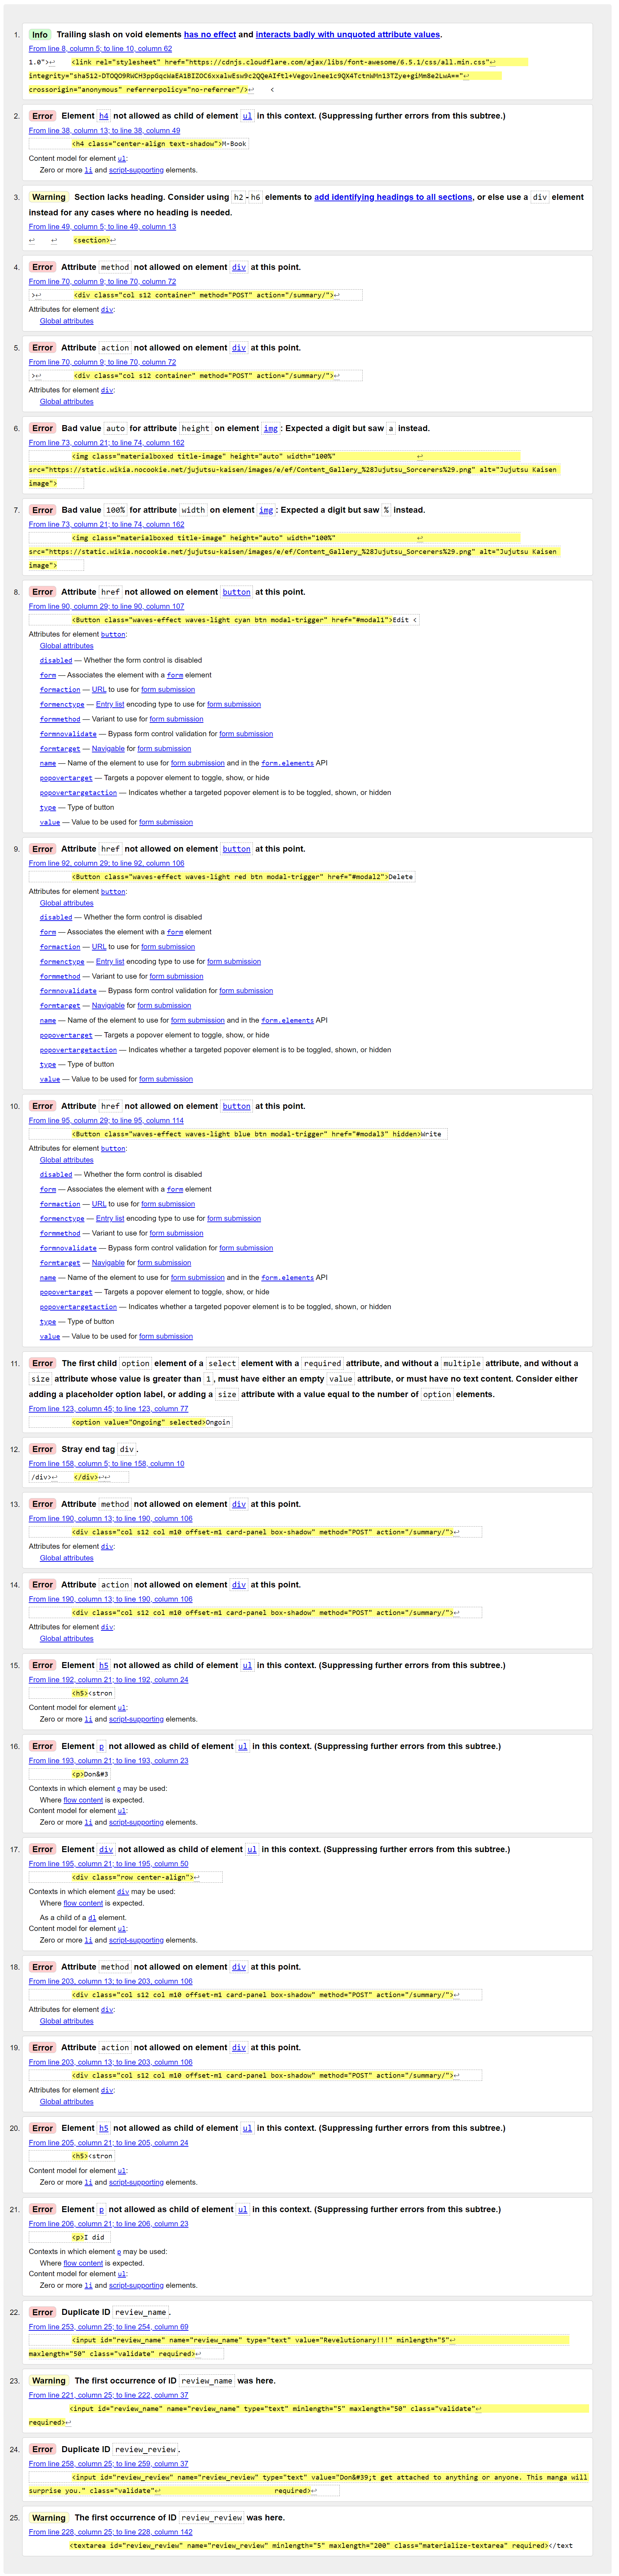 1. Info Trailing slash on void elements has no effect and interacts badly with unquoted attribute values.
From line 8, column 5; to line 10, column 62
1.0">↩ <link rel="stylesheet" href="https://cdnjs.cloudflare.com/ajax/libs/font-awesome/6.5.1/css/all.min.css"
crossorigin="anonymous" referrerpolicy="no-referrer"/>↩ <
2. Error Element h4 not allowed as child of element ul in this context. (Suppressing further errors from this subtree.)
From line 38, column 13; to line 38, column 49
<h4 class="center-align text-shadow">M-Book
Content model for element ul:
Zero or more li and script-supporting elements.
3. Warning Section lacks heading. Consider using h2-h6 elements to add identifying headings to all sections, or else use a div element
instead for any cases where no heading is needed.
From line 49, column 5; to line 49, column 13
↩ ↩ <section>↩
4. Error Attribute method not allowed on element div at this point.
From line 70, column 9; to line 70, column 72
>↩ <div class="col s12 container" method="POST" action="/summary/">↩
Attributes for element div:
Global attributes
5. Error Attribute action not allowed on element div at this point.
From line 70, column 9; to line 70, column 72
>↩ <div class="col s12 container" method="POST" action="/summary/">↩
Attributes for element div:
Global attributes
6. Error Bad value auto for attribute height on element img: Expected a digit but saw a instead.
From line 73, column 21; to line 74, column 162
<img class="materialboxed title-image" height="auto" width="100%" ↩
src="https://static.wikia.nocookie.net/jujutsu-kaisen/images/e/ef/Content_Gallery_%28Jujutsu_Sorcerers%29.png" alt="Jujutsu Kaisen
image">
7. Error Bad value 100% for attribute width on element img: Expected a digit but saw % instead.
From line 73, column 21; to line 74, column 162
<img class="materialboxed title-image" height="auto" width="100%" ↩
src="https://static.wikia.nocookie.net/jujutsu-kaisen/images/e/ef/Content_Gallery_%28Jujutsu_Sorcerers%29.png" alt="Jujutsu Kaisen
image">
8. Error Attribute href not allowed on element button at this point.
From line 90, column 29; to line 90, column 107
<Button class="waves-effect waves-light cyan btn modal-trigger" href="#modal1">Edit <
Attributes for element button:
Global attributes
disabled — Whether the form control is disabled
form — Associates the element with a form element
formaction — URL to use for form submission
formenctype — Entry list encoding type to use for form submission
formmethod — Variant to use for form submission
formnovalidate — Bypass form control validation for form submission
formtarget — Navigable for form submission
name — Name of the element to use for form submission and in the form.elements API
popovertarget — Targets a popover element to toggle, show, or hide
popovertargetaction — Indicates whether a targeted popover element is to be toggled, shown, or hidden
type — Type of button
value — Value to be used for form submission
9. Error Attribute href not allowed on element button at this point.
From line 92, column 29; to line 92, column 106
<Button class="waves-effect waves-light red btn modal-trigger" href="#modal2">Delete
Attributes for element button:
Global attributes
disabled — Whether the form control is disabled
form — Associates the element with a form element
formaction — URL to use for form submission
formenctype — Entry list encoding type to use for form submission
formmethod — Variant to use for form submission
formnovalidate — Bypass form control validation for form submission
formtarget — Navigable for form submission
name — Name of the element to use for form submission and in the form.elements API
popovertarget — Targets a popover element to toggle, show, or hide
popovertargetaction — Indicates whether a targeted popover element is to be toggled, shown, or hidden
type — Type of button
value — Value to be used for form submission
10. Error Attribute href not allowed on element button at this point.
From line 95, column 29; to line 95, column 114
<Button class="waves-effect waves-light blue btn modal-trigger" href="#modal3" hidden>Write
Attributes for element button:
Global attributes
disabled — Whether the form control is disabled
form — Associates the element with a form element
formaction — URL to use for form submission
formenctype — Entry list encoding type to use for form submission
formmethod — Variant to use for form submission
formnovalidate — Bypass form control validation for form submission
formtarget — Navigable for form submission
name — Name of the element to use for form submission and in the form.elements API
popovertarget — Targets a popover element to toggle, show, or hide
popovertargetaction — Indicates whether a targeted popover element is to be toggled, shown, or hidden
type — Type of button
value — Value to be used for form submission
11. Error The first child option element of a select element with a required attribute, and without a multiple attribute, and without a
size attribute whose value is greater than 1, must have either an empty value attribute, or must have no text content. Consider either
adding a placeholder option label, or adding a size attribute with a value equal to the number of option elements.
From line 123, column 45; to line 123, column 77
<option value="Ongoing" selected>Ongoin
12. Error Stray end tag div.
From line 158, column 5; to line 158, column 10
/div>↩ </div>↩↩
13. Error Attribute method not allowed on element div at this point.
From line 190, column 13; to line 190, column 106
<div class="col s12 col m10 offset-m1 card-panel box-shadow" method="POST" action="/summary/">↩
Attributes for element div:
Global attributes
14. Error Attribute action not allowed on element div at this point.
From line 190, column 13; to line 190, column 106
<div class="col s12 col m10 offset-m1 card-panel box-shadow" method="POST" action="/summary/">↩
Attributes for element div:
Global attributes
15. Error Element h5 not allowed as child of element ul in this context. (Suppressing further errors from this subtree.)
From line 192, column 21; to line 192, column 24
<h5><stron
Content model for element ul:
Zero or more li and script-supporting elements.
16. Error Element p not allowed as child of element ul in this context. (Suppressing further errors from this subtree.)
From line 193, column 21; to line 193, column 23
<p>Don&#3
Contexts in which element p may be used:
Where flow content is expected.
Content model for element ul:
Zero or more li and script-supporting elements.
17. Error Element div not allowed as child of element ul in this context. (Suppressing further errors from this subtree.)
From line 195, column 21; to line 195, column 50
<div class="row center-align">↩
Contexts in which element div may be used:
Where flow content is expected.
As a child of a dl element.
Content model for element ul:
Zero or more li and script-supporting elements.
18. Error Attribute method not allowed on element div at this point.
From line 203, column 13; to line 203, column 106
<div class="col s12 col m10 offset-m1 card-panel box-shadow" method="POST" action="/summary/">↩
Attributes for element div:
Global attributes
19. Error Attribute action not allowed on element div at this point.
From line 203, column 13; to line 203, column 106
<div class="col s12 col m10 offset-m1 card-panel box-shadow" method="POST" action="/summary/">↩
Attributes for element div:
Global attributes
20. Error Element h5 not allowed as child of element ul in this context. (Suppressing further errors from this subtree.)
From line 205, column 21; to line 205, column 24
<h5><stron
Content model for element ul:
Zero or more li and script-supporting elements.
21. Error Element p not allowed as child of element ul in this context. (Suppressing further errors from this subtree.)
From line 206, column 21; to line 206, column 23
<p>I did
Contexts in which element p may be used:
Where flow content is expected.
Content model for element ul:
Zero or more li and script-supporting elements.
22. Error Duplicate ID review_name.
From line 253, column 25; to line 254, column 69
<input id="review_name" name="review_name" type="text" value="Revelutionary!!!" minlength="5"↩
maxlength="50" class="validate" required>↩
23. Warning The first occurrence of ID review_name was here.
From line 221, column 25; to line 222, column 37
<input id="review_name" name="review_name" type="text" minlength="5" maxlength="50" class="validate"↩
required>↩
24. Error Duplicate ID review_review.
From line 258, column 25; to line 259, column 37
<input id="review_review" name="review_review" type="text" value="Don&#39;t get attached to anything or anyone. This manga will
surprise you." class="validate"↩ required>↩
25. Warning The first occurrence of ID review_review was here.
From line 228, column 25; to line 228, column 142
<textarea id="review_review" name="review_review" minlength="5" maxlength="200" class="materialize-textarea" required></text